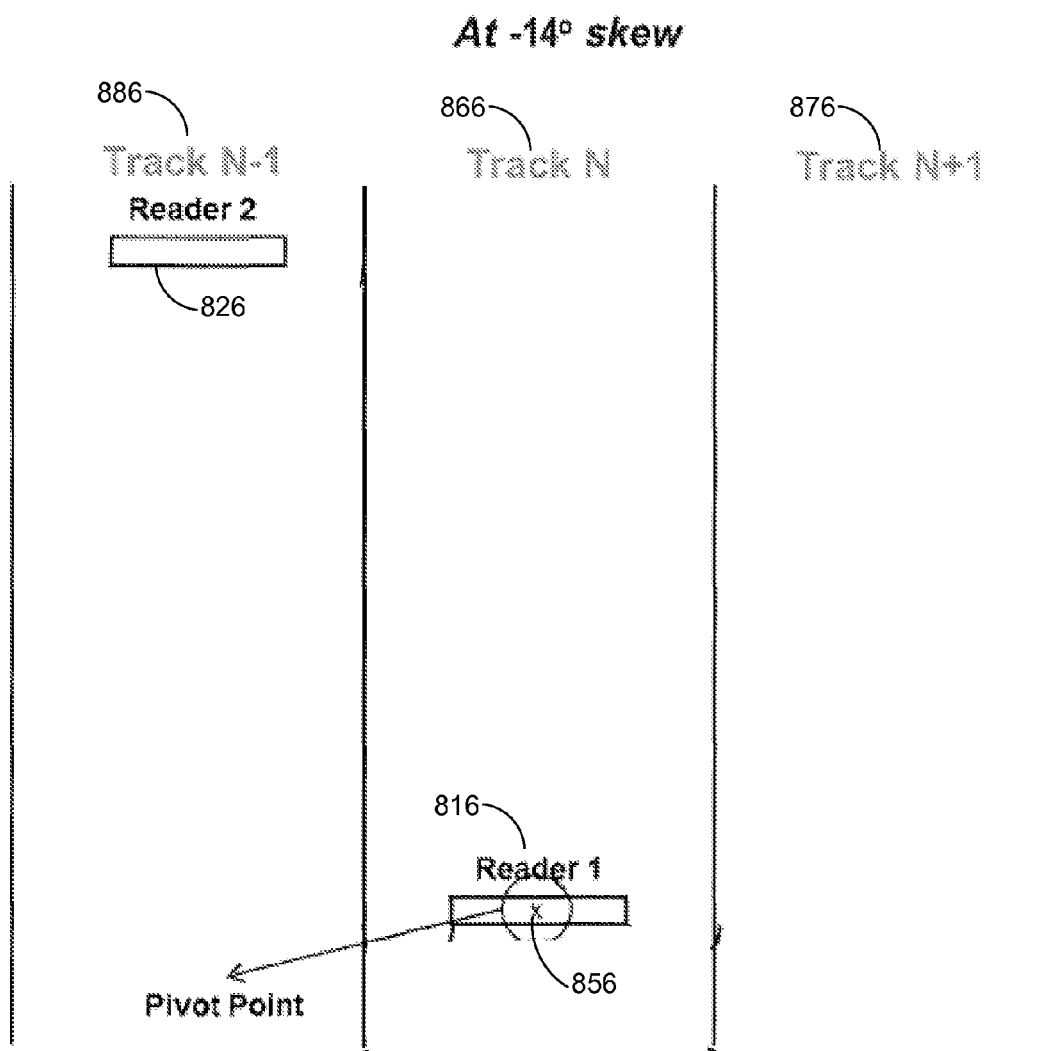 At -14º skew
886
866
876
Track N-1
Track N
Track N+1
Reader 2
826
816
Reader 1
x
856
Pivot Point